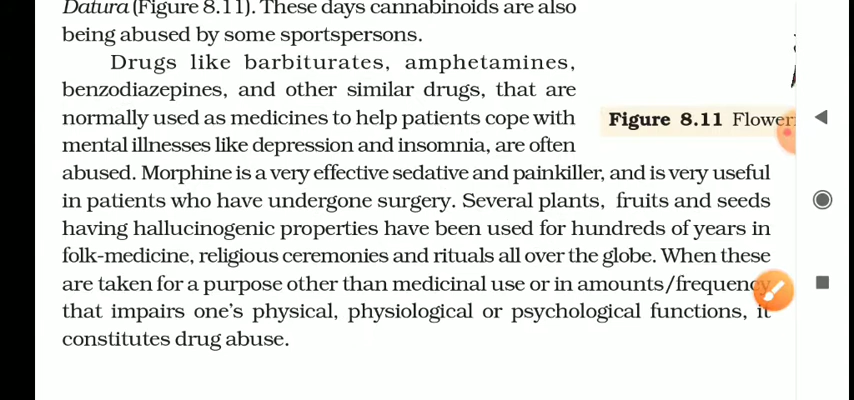 Datura (Figure 8.11). These days cannabinoids are also
being abused by some sportspersons.
Drugs like barbiturates, amphetamines,
benzodiazepines, and other similar drugs, that are
normally used as medicines to help patients cope with
mental illnesses like depression and insomnia, are often
abused. Morphine is a very effective sedative and painkiller, and is very useful
in patients who have undergone surgery. Several plants, fruits and seeds
having hallucinogenic properties have been used for hundreds of years in
folk-medicine, religious ceremonies and rituals all over the globe. When these
are taken for a purpose other than medicinal use or in amounts/frequency
that impairs one's physical, physiological or psychological functions, it
constitutes drug abuse.
Figure 8.11 Flower